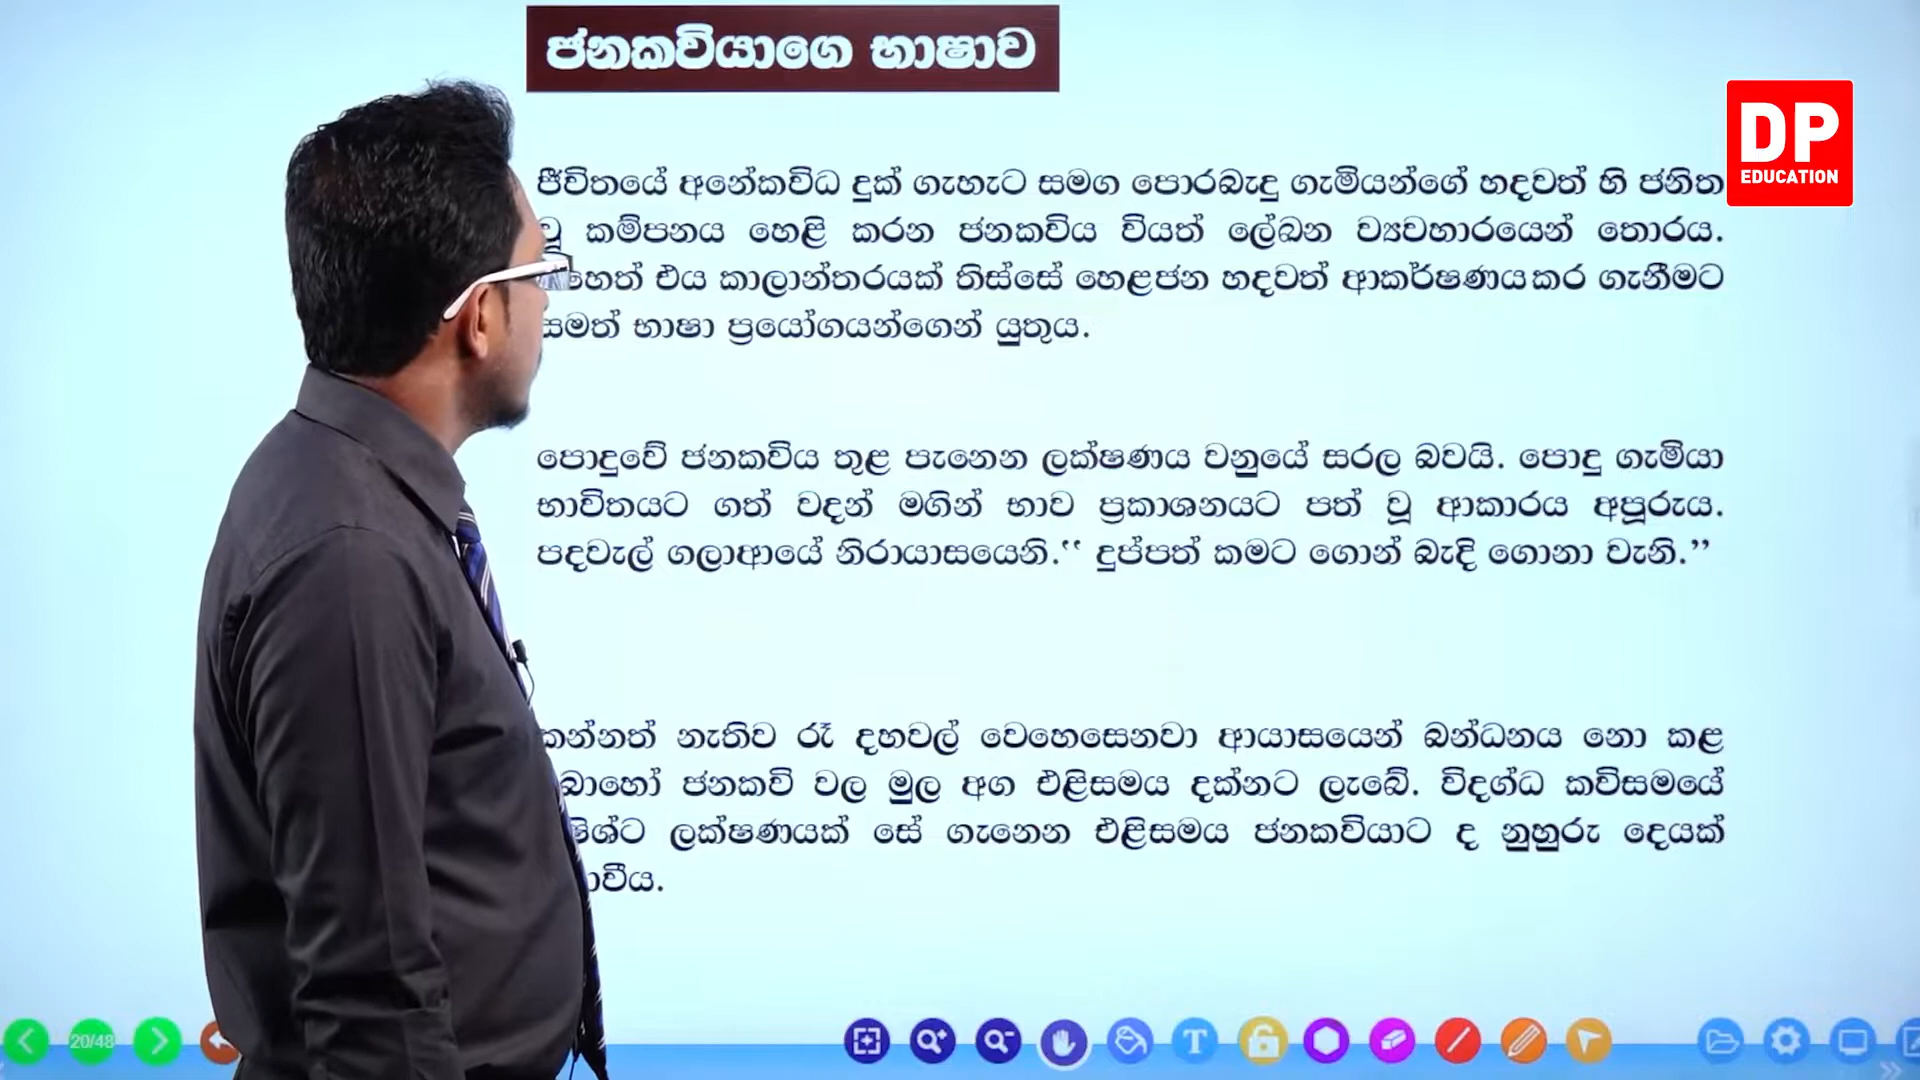 ජනකවියාගෙ භාෂාව
DP
EDUCATION
ජීවිතයේ අනේකවිධ දුක් ගැහැට සමග පොරබැදු ගැමියන්ගේ හදවත් හි ජනිත
වූ කම්පනය හෙළි කරන ජනකවිය වියත් ලේඛන ව්‍යවහාරයෙන් තොරය.
එය කාලාන්තරයක් තිස්සේ හෙළජන හදවත් ආකර්ෂණයකර ගැනීමට
සමත් භාෂා ප්‍රයෝගයන්ගෙන් යුතුය.
පොදුවේ ජනකවිය තුළ පැනෙන ලක්ෂණය වනුයේ සරල බවයි. පොදු ගැමියා
භාවිතයට ගත් වදන් මගින් භාව ප්‍රකාශනයට පත් වූ ආකාරය අපූරුය.
පදවැල් ගලාආයේ නිරායාසයෙනි.“ දුප්පත් කමට ගොන් බැදි ගොනා වැනි.”
කන්නත් නැතිව රෑ දහවල් වෙහෙසෙනවා ආයාසයෙන් බන්ධනය නො කළ
ජනකවි වල මුල අග එළිසමය දක්නට ලැබේ. විදග්ධ කවිසමයේ
ලක්ෂණයක් සේ ගැනෙන එළිසමය ජනකවියාට ද නුහුරු දෙයක්
20/48